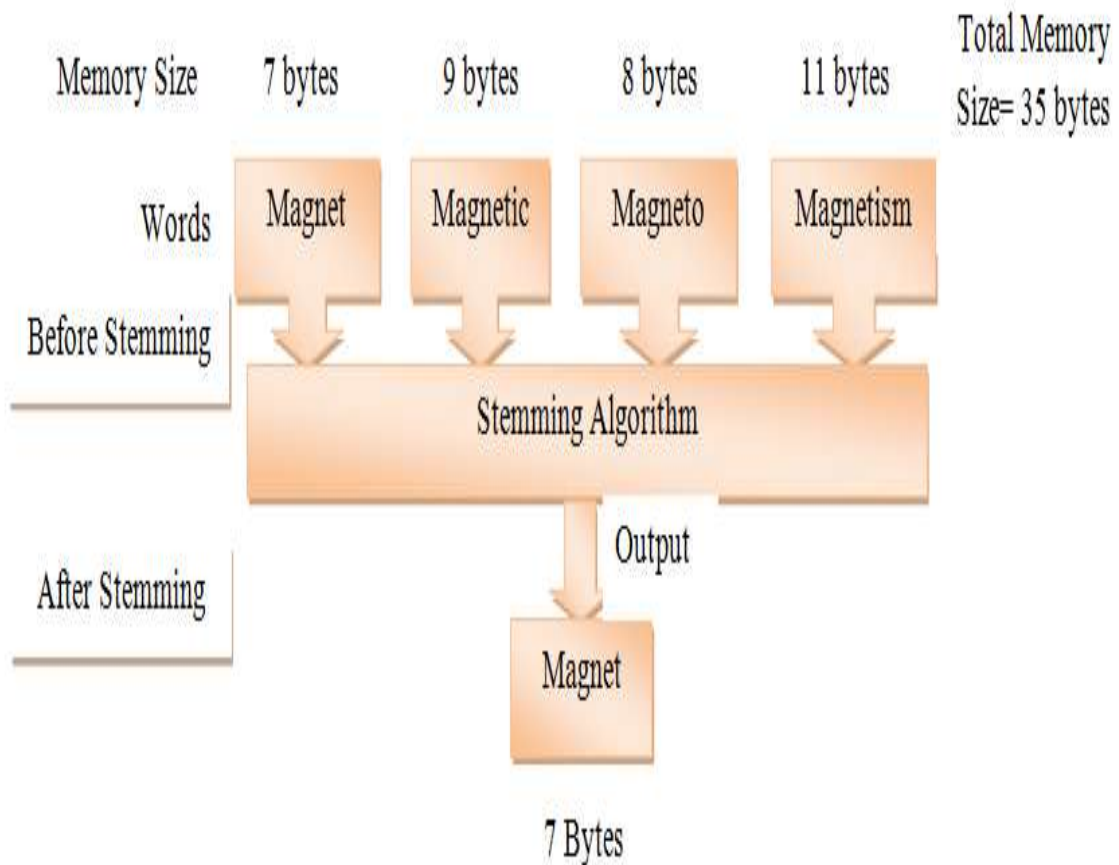 Memory Size 7 bytes 9 bytes 8 bytes 11 bytes
Total Memory
Size= 35 bytes
Words Magnet Magnetic Magneto Magnetism
Before Stemming
Stemming Algorithm
Output
After Stemming
Magnet
7 Bytes